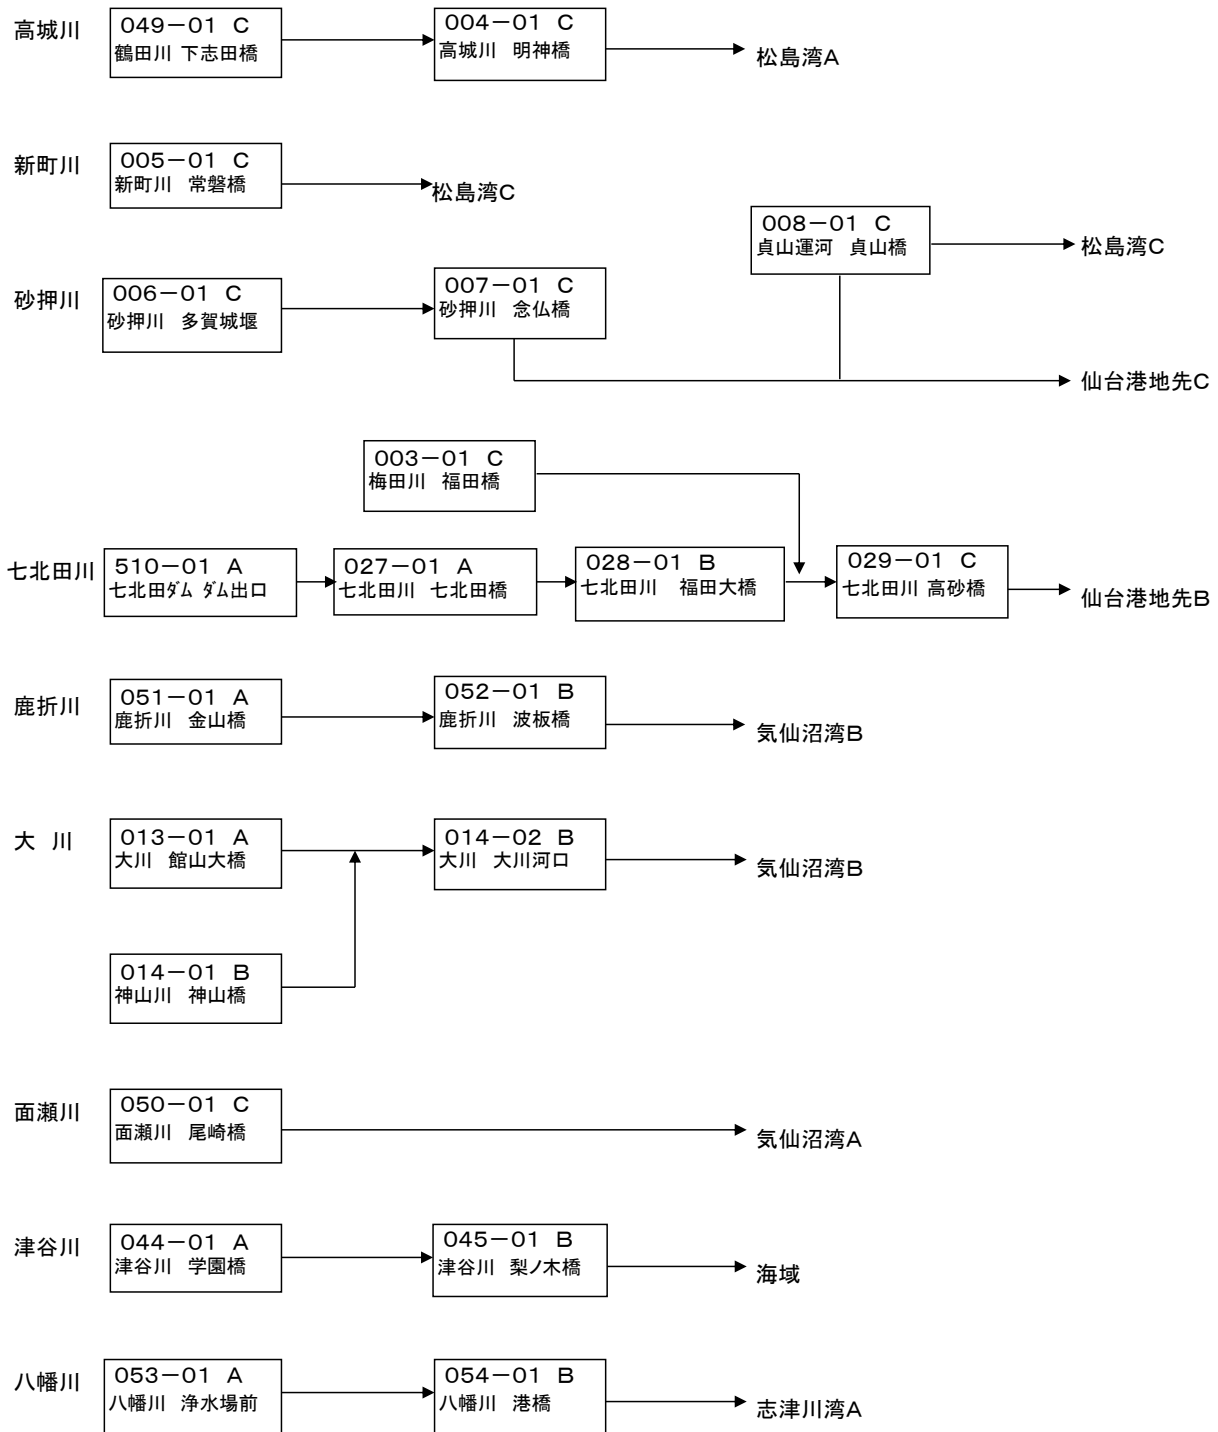 高城川
049－01 C
鶴田川 下志田橋
004－01 C
高城川 明神橋
松島湾A
新町川
005－01 C
新町川 常磐橋
松島湾C
008－01 C
貞山運河 貞山橋
松島湾C
砂押川
006－01 C
砂押川 多賀城堰
007－01 C
砂押川 念仏橋
仙台港地先C
003－01 C
梅田川 福田橋
七北田川
510－01 A
七北田ﾀﾞﾑ ﾀﾞﾑ出口
027－01 A
七北田川 七北田橋
028－01 B
七北田川 福田大橋
029－01 C
七北田川 高砂橋
仙台港地先B
鹿折川
051－01 A
鹿折川 金山橋
052－01 B
鹿折川 浪板橋
気仙沼湾B
大 川
013－01 A
大川 館山大橋
014－02 B
大川 大川河口
気仙沼湾B
014－01 B
神山川 神山橋
面瀬川
050－01 C
面瀬川 尾崎橋
気仙沼湾A
津谷川
044－01 A
津谷川 学園橋
045－01 B
津谷川 梨ノ木橋
海域
八幡川
053－01 A
八幡川 浄水場前
054－01 B
八幡川 港橋
志津川湾A